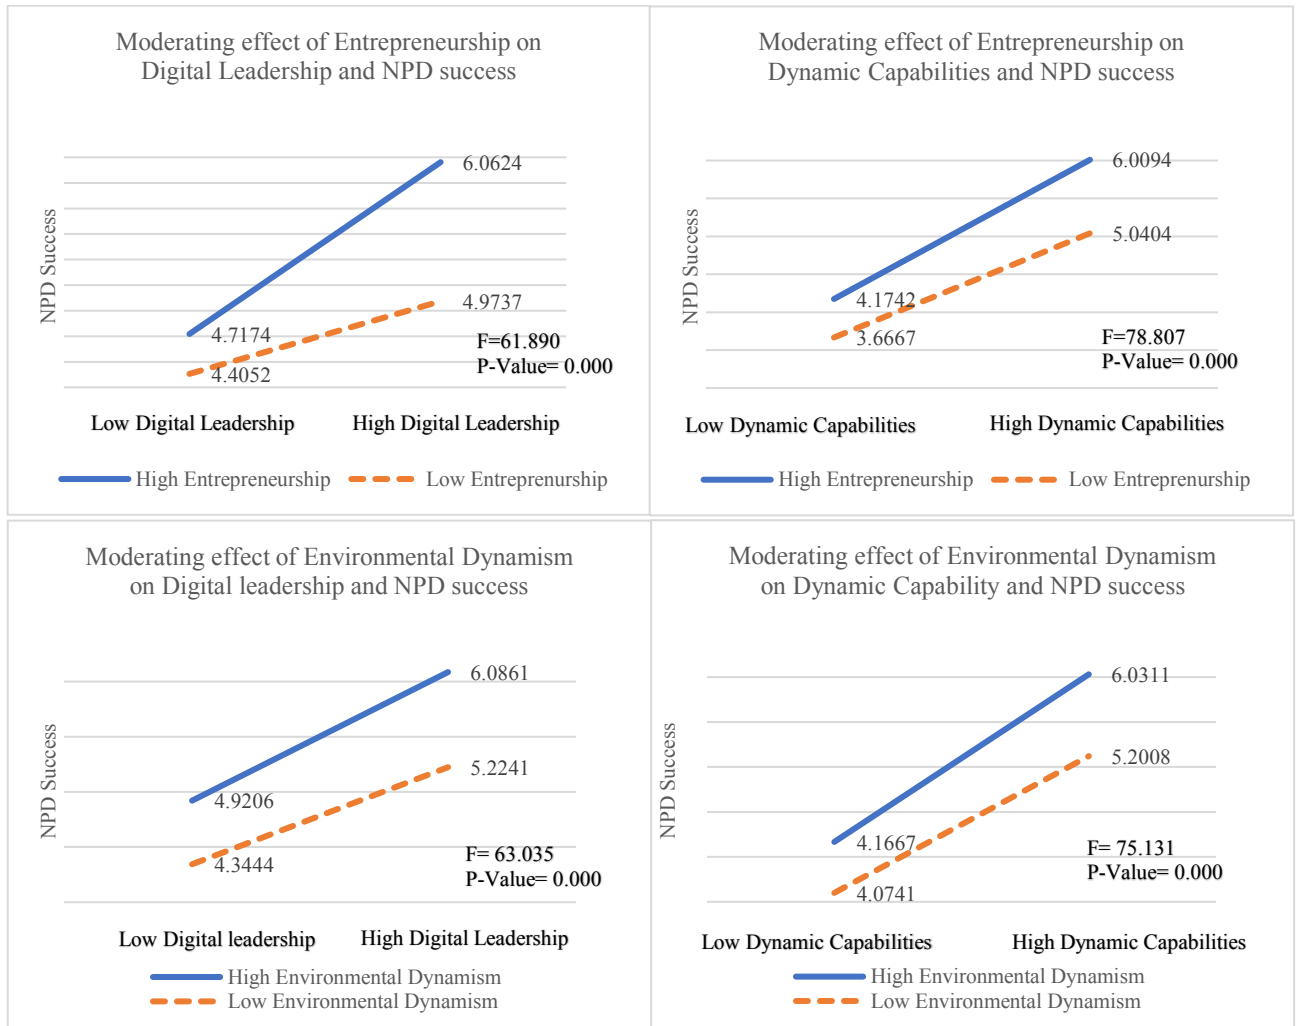 Moderating effect of Entrepreneurship on
Digital Leadership and NPD success
NPD Success
6.0624
4.9737
4.7174
4.4052
F=61.890
P-Value= 0.000
Low Digital Leadership
High Digital Leadership
High Entrepreneurship
Low Entreprenurship
Moderating effect of Entrepreneurship on
Dynamic Capabilities and NPD success
NPD Success
6.0094
5.0404
4.1742
3.6667
F=78.807
P-Value= 0.000
Low Dynamic Capabilities
High Dynamic Capabilities
High Entrepreneurship
Low Entreprenurship
Moderating effect of Environmental Dynamism
on Digital leadership and NPD success
NPD Success
6.0861
5.2241
4.9206
4.3444
F= 63.035
P-Value= 0.000
Low Digital leadership
High Digital Leadership
High Environmental Dynamism
Low Environmental Dynamism
Moderating effect of Environmental Dynamism
on Dynamic Capability and NPD success
NPD Success
6.0311
5.2008
4.1667
4.0741
F= 75.131
P-Value= 0.000
Low Dynamic Capabilities
High Dynamic Capabilities
High Environmental Dynamism
Low Environmental Dynamism